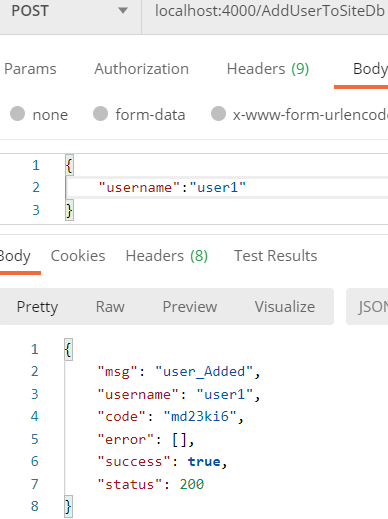 POST localhost:4000/AddUserToSiteDb
Params Authorization Headers (9) Body
none form-data x-www-form-urlencode
1 {
2 "username":"user1"
3 }
Body Cookies Headers (8) Test Results
Pretty Raw Preview Visualize JSON
1 {
2 "msg": "user_Added",
3 "username": "user1",
4 "code": "md23ki6",
5 "error": [],
6 "success": true,
7 "status": 200
8 }